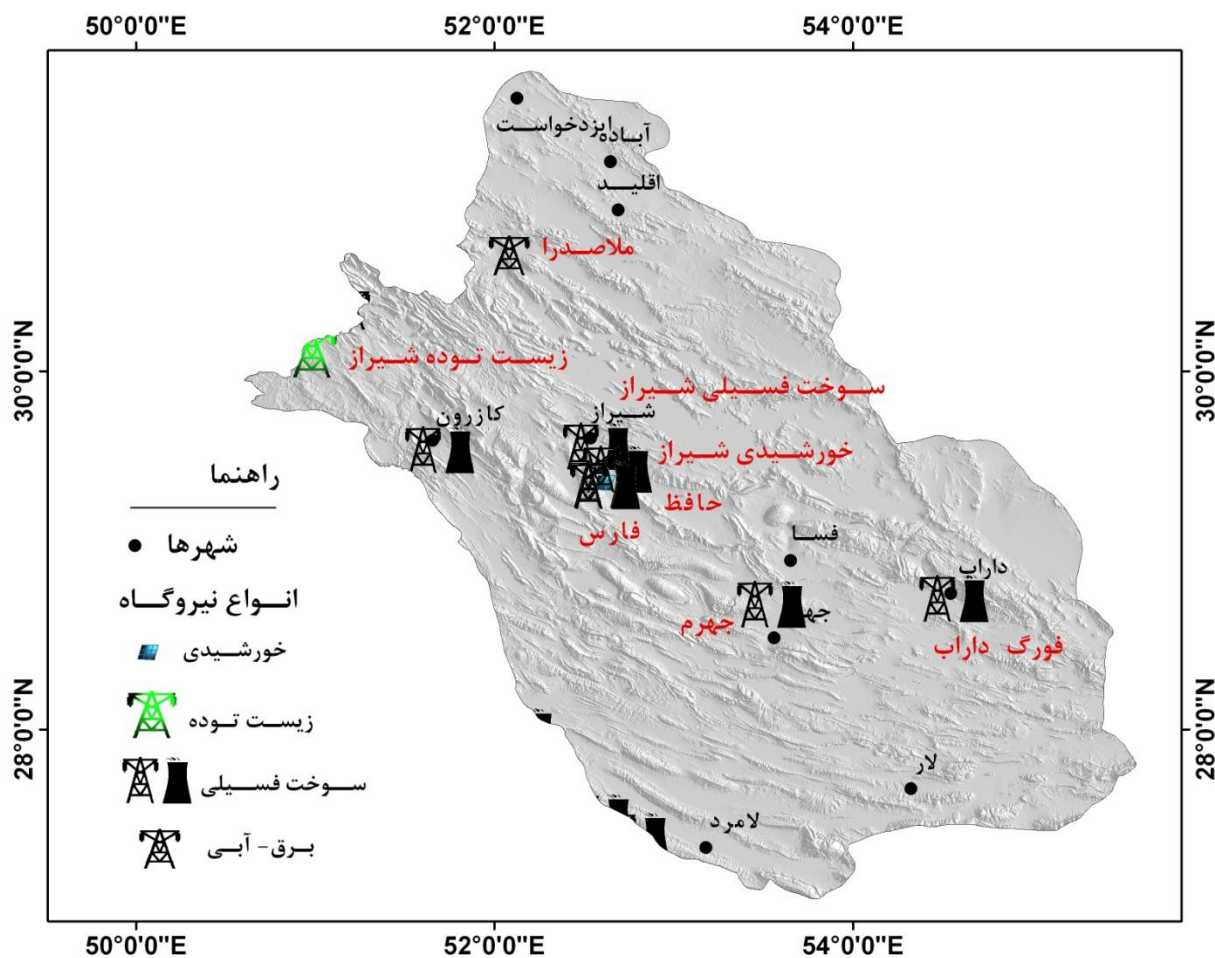 50°0'0"E 52°0'0"E 54°0'0"E
ایزدخواست
آباده
اقلید
ملاصدرا
30°0'0"N 30°0'0"N
زیست توده شیراز
سوخت فسیلی شیراز
شیراز
کازرون
خورشیدی شیراز
حافظ
فارس
فسا
داراب
جهرم
جهـ
فورگ داراب
لار
لامرد
28°0'0"N 28°0'0"N
راهنما
شهرها
انواع نیروگاه
خورشیدی
زیست توده
سوخت فسیلی
برق-آبی
50°0'0"E 52°0'0"E 54°0'0"E